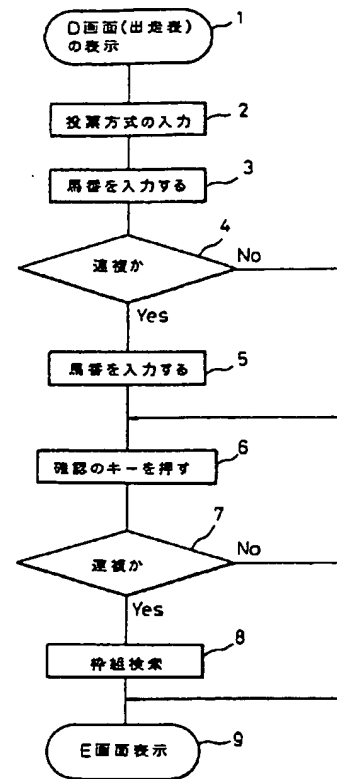 D画面(出走表)
の表示
1
投票方式の入力
2
馬番を入力する
3
連複か
4
No
Yes
馬番を入力する
5
確認のキーを押す
6
連複か
7
No
Yes
枠組検索
8
E画面表示
9